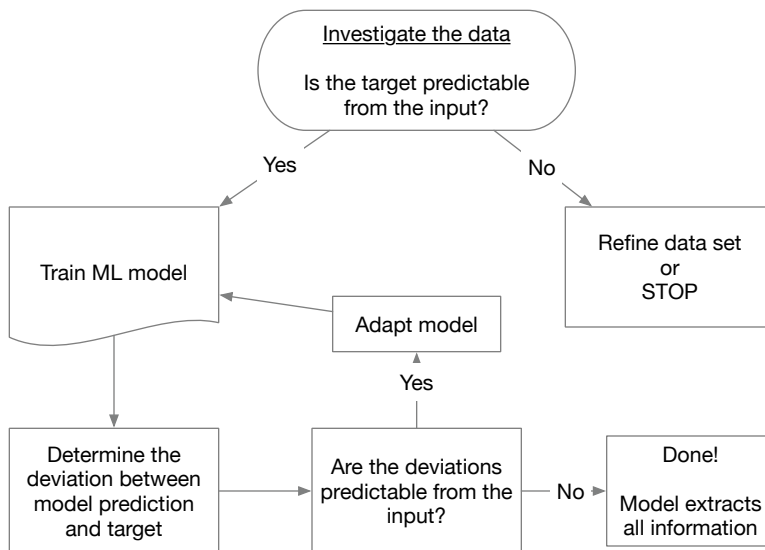 Investigate the data
Is the target predictable
from the input?
Yes
No
Train ML model
Refine data set
or
STOP
Adapt model
Yes
Determine the
deviation between
model prediction
and target
Are the deviations
predictable from the
input?
No
Done!
Model extracts
all information